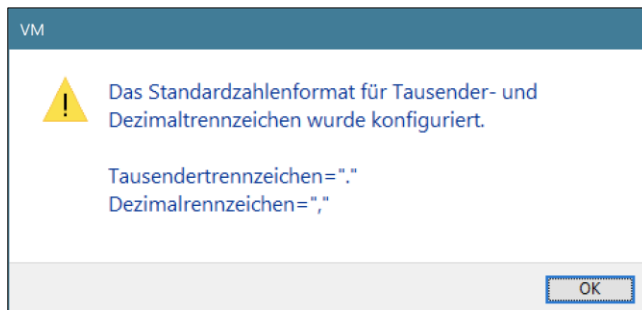 VM
Das Standardzahlenformat für Tausender- und
Dezimaltrennzeichen wurde konfiguriert.
Tausendertrennzeichen="."
Dezimalrennzeichen=","
OK